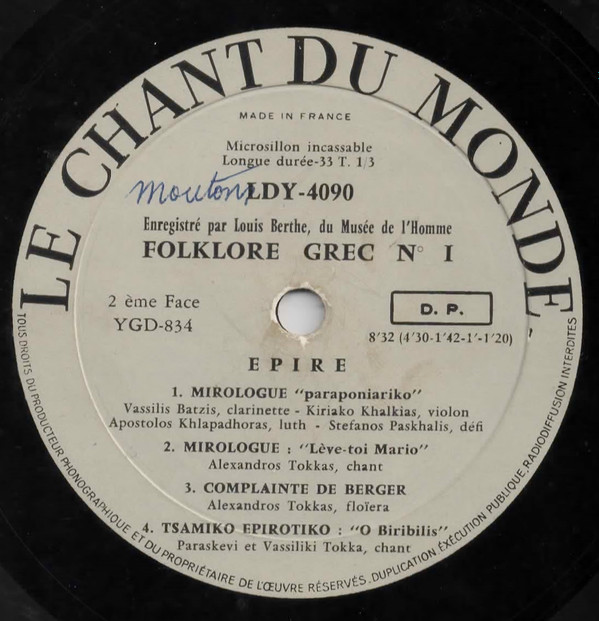 LE CHANT DU MONDE
MADE IN FRANCE
Microsillon incassable
Longue durée-33 T. 1/3
Moutons
LDY-4090
Enregistré par Louis Berthe, du Musée de l'Homme
FOLKLORE GREC N° I
2 ème Face
D. P.
YGD-834
8'32 (4'30-1'42-1'-1'20)
EPIRE
1. MIROLOGUE "paraponiariko"
Vassilis Batzis, clarinette - Kiriako Khalkias, violon
Apostolos Khlapadhoras, luth - Stefanos Paskhalis, défi
2. MIROLOGUE : "Lève-toi Mario"
Alexandros Tokkas, chant
3. COMPLAINTE DE BERGER
Alexandros Tokkas, floïera
4. TSAMIKO EPIROTIKO : "O Biribilis"
Paraskevi et Vassiliki Tokka, chant
TOUS DROITS DU PRODUCTEUR PHONOGRAPHIQUE ET DU PROPRIÉTAIRE DE L'ŒUVRE RÉSERVÉS. DUPLICATION EXÉCUTION PUBLIQUE, RADIODIFFUSION INTERDITES